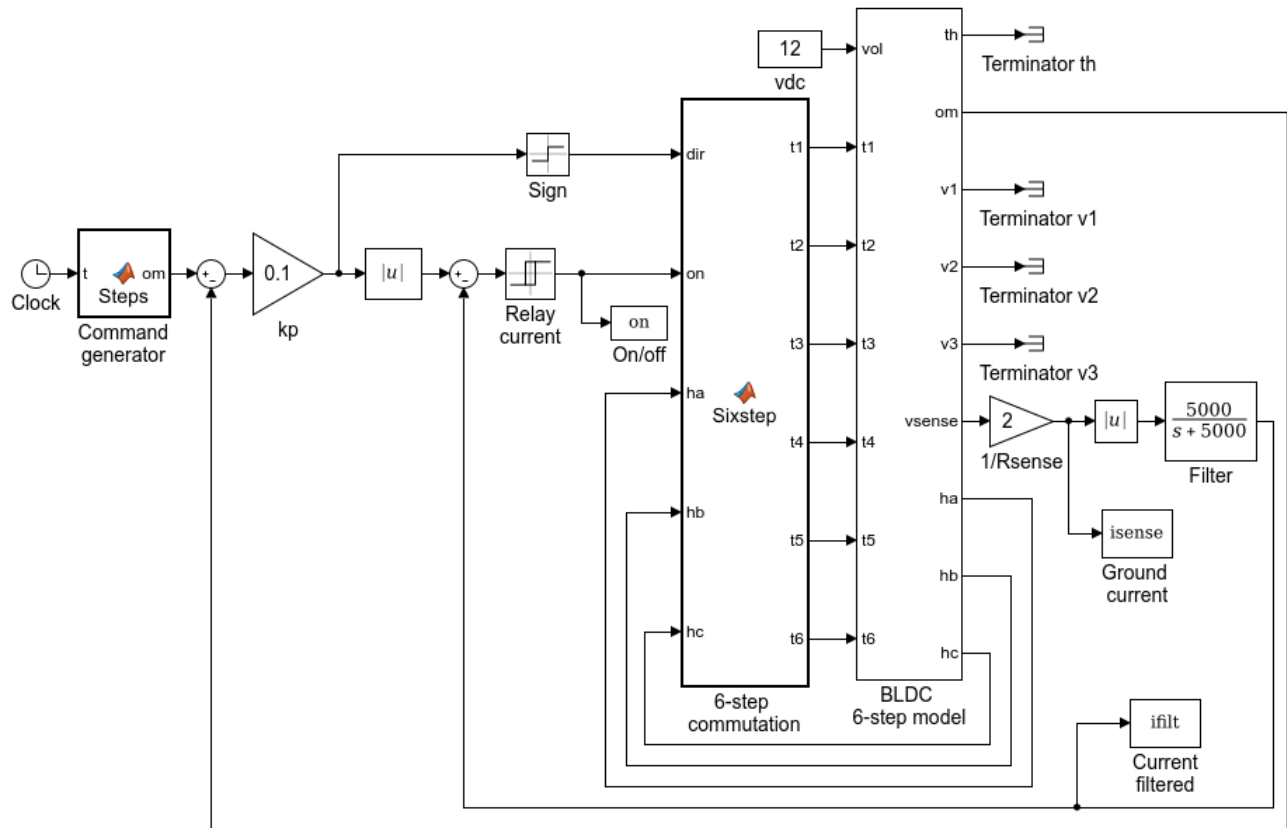 th
12
vol
Terminator th
vdc
om
dir
t1
t1
Sign
v1
Terminator v1
t2
t2
v2
t
om
Steps
+
-
0.1
|u|
+
-
on
Terminator v2
Clock
Command
generator
kp
Relay
current
on
On/off
t3
t3
v3
Terminator v3
ha
Sixstep
vsense
2
|u|
5000
s + 5000
1/Rsense
Filter
t4
t4
ha
hb
isense
Ground
current
t5
t5
hb
hc
t6
t6
hc
6-step
commutation
BLDC
6-step model
ifilt
Current
filtered